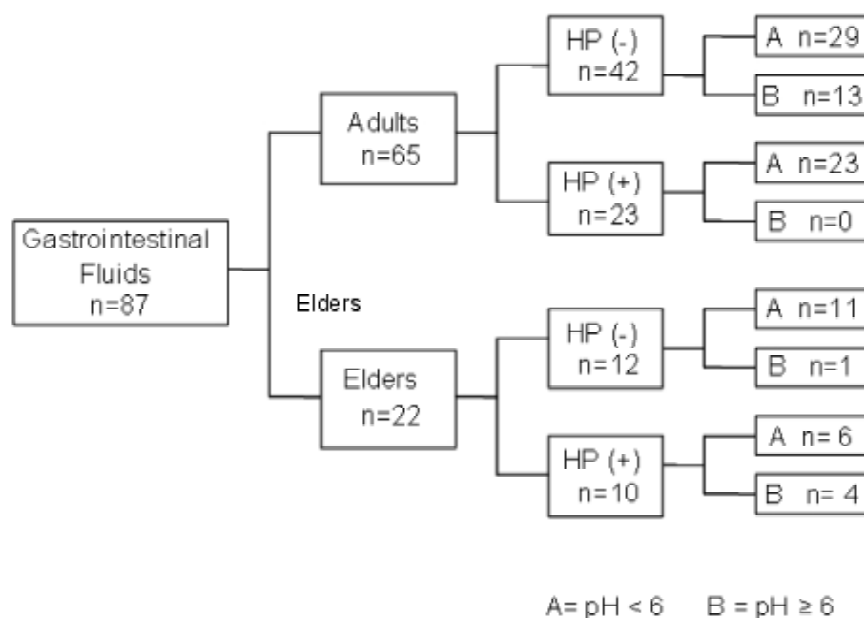 Gastrointestinal
Fluids
n=87
Adults
n=65
HP (-)
n=42
A n=29
B n=13
HP (+)
n=23
A n=23
B n=0
Elders
Elders
n=22
HP (-)
n=12
A n=11
B n=1
HP (+)
n=10
A n= 6
B n= 4
A= pH < 6 B = pH ≥ 6